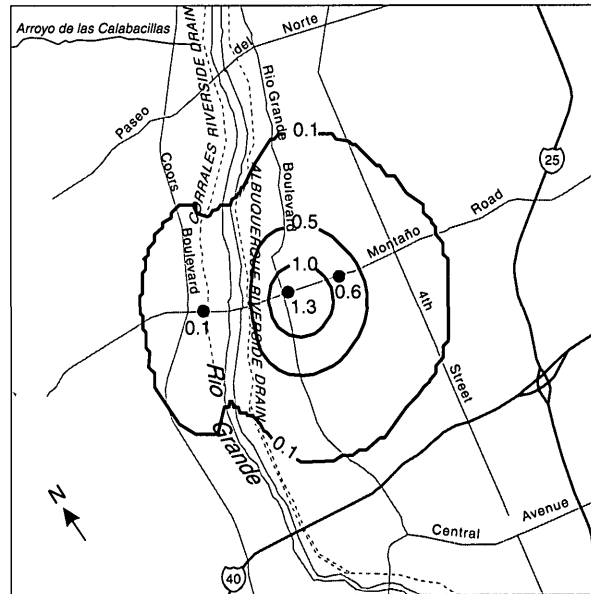 Arroyo de las Calabacillas
Paseo del Norte
CORRALES RIVERSIDE DRAIN
Rio Grande Boulevard
0.1
25
Coors Boulevard
ALBUQUERQUE RIVERSIDE DRAIN
0.5
Montaño Road
1.0
0.6
1.3
0.1
4th Street
Rio Grande
0.1
N
Central Avenue
40